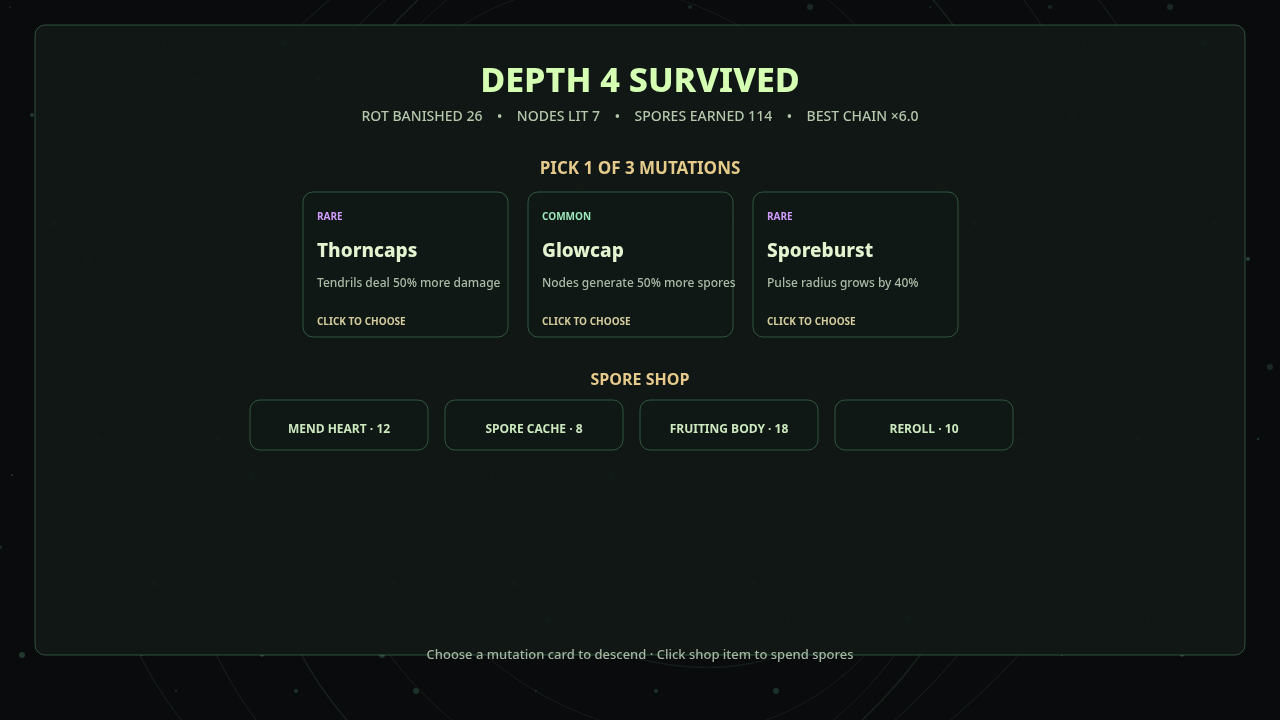 DEPTH 4 SURVIVED
ROT BANISHED 26 • NODES LIT 7 • SPORES EARNED 114 • BEST CHAIN ×6.0
PICK 1 OF 3 MUTATIONS
RARE
Thorncaps
Tendrils deal 50% more damage
CLICK TO CHOOSE
COMMON
Glowcap
Nodes generate 50% more spores
CLICK TO CHOOSE
RARE
Sporeburst
Pulse radius grows by 40%
CLICK TO CHOOSE
SPORE SHOP
MEND HEART · 12
SPORE CACHE · 8
FRUITING BODY · 18
REROLL · 10
Choose a mutation card to descend · Click shop item to spend spores